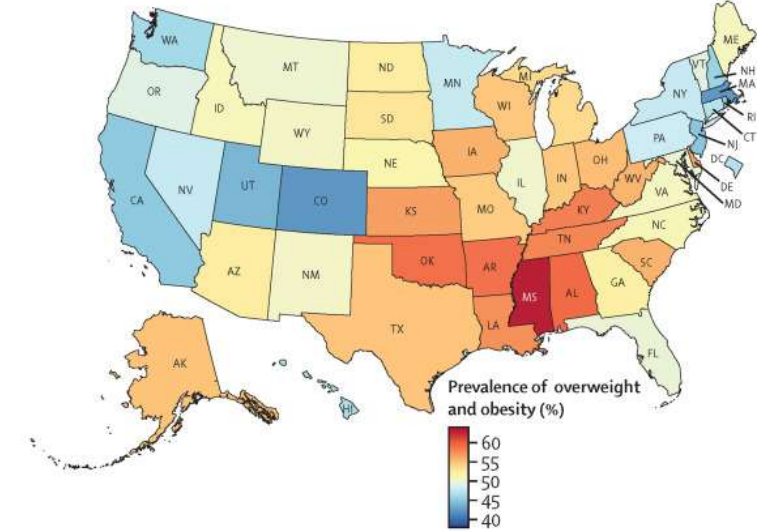 WA
MT
ND
MN
ME
VT
NH
MA
OR
ID
SD
WI
MI
NY
RI
CT
WY
IA
PA
NJ
NE
DC
NV
UT
CO
IL
IN
OH
WV
DE
MD
CA
KS
MO
KY
VA
NC
TN
AZ
NM
OK
AR
SC
MS
AL
GA
TX
LA
FL
AK
HI
Prevalence of overweight
and obesity (%)
60
55
50
45
40